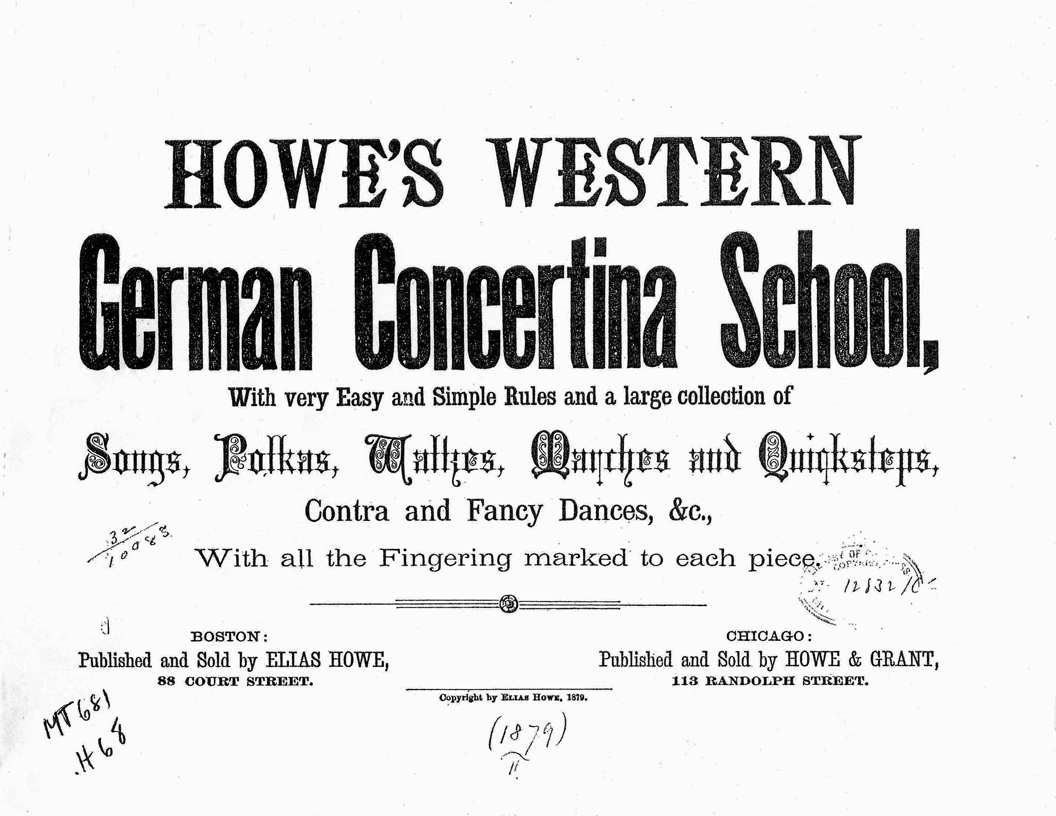 HOWE'S WESTERN
German Concertina School,
With very Easy and Simple Rules and a large collection of
Songs, Polkas, Waltzes, Marches and Quicksteps,
Contra and Fancy Dances, &c.,
32
10088
With all the Fingering marked to each piece.
BOSTON:
Published and Sold by ELIAS HOWE,
88 COURT STREET.
CHICAGO:
Published and Sold by HOWE & GRANT,
113 RANDOLPH STREET.
Copyright by ELIAS HOWE, 1879.
MT681
.H68
(1879)